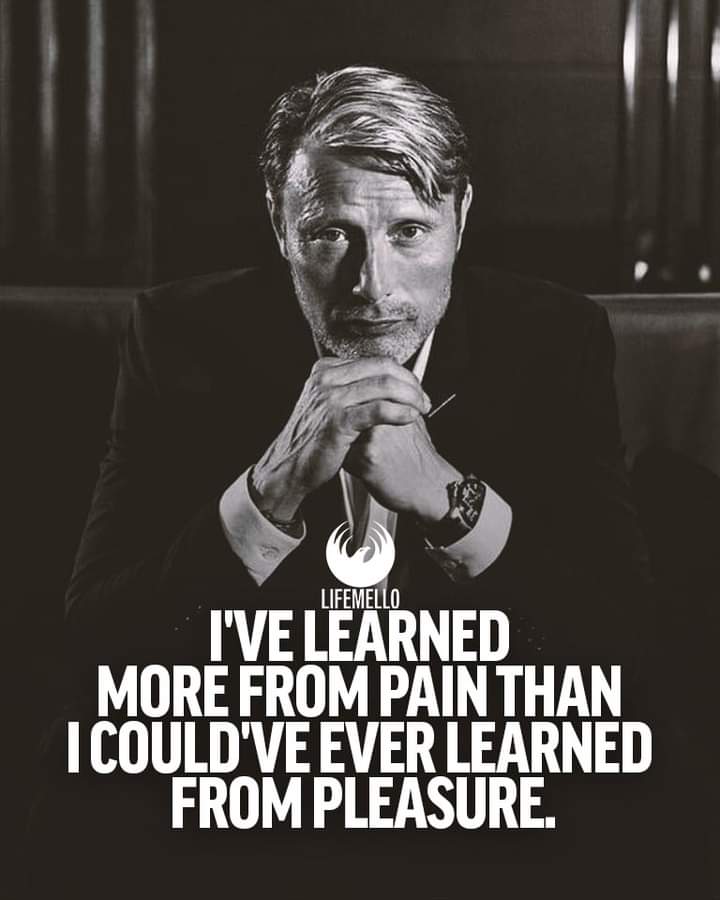 LIFEMELLO
I'VE LEARNED
MORE FROM PAIN THAN
I COULD'VE EVER LEARNED
FROM PLEASURE.